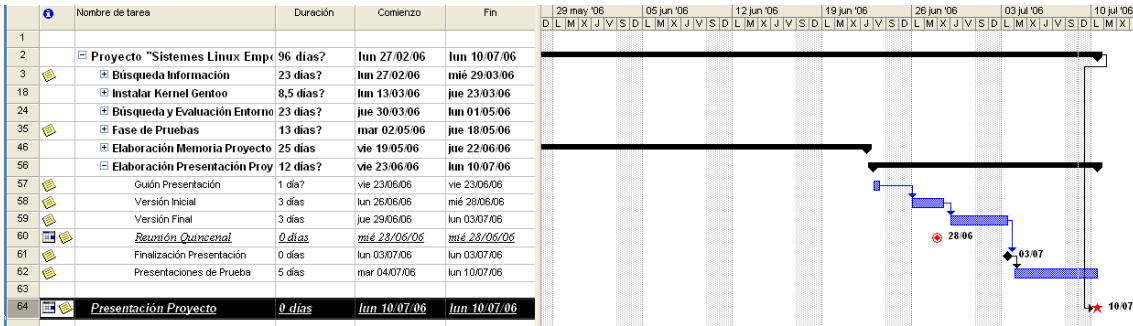 Nombre de tarea Duración Comienzo Fin 29 may '06 05 jun '06 12 jun '06 19 jun '06 26 jun '06 03 jul '06 10 jul '06
D L M X J V S D L M X J V S D L M X J V S D L M X J V S D L M X J V S D L M X J V S D L M X
1
2 Proyecto "Sistemes Linux Emp 96 días? lun 27/02/06 lun 10/07/06
3 Búsqueda Información 23 días? lun 27/02/06 mié 29/03/06
18 Instalar Kernel Gentoo 8,5 días? lun 13/03/06 jue 23/03/06
24 Búsqueda y Evaluación Entorno 23 días? jue 30/03/06 lun 01/05/06
35 Fase de Pruebas 13 días? mar 02/05/06 jue 18/05/06
46 Elaboración Memoria Proyecto 25 días vie 19/05/06 jue 22/06/06
56 Elaboración Presentación Proy 12 días? vie 23/06/06 lun 10/07/06
57 Guión Presentación 1 día? vie 23/06/06 vie 23/06/06
58 Versión Inicial 3 días lun 26/06/06 mié 28/06/06
59 Versión Final 3 días jue 29/06/06 lun 03/07/06
60 Reunión Quincenal 0 días mié 28/06/06 mié 28/06/06 28/06
61 Finalización Presentación 0 días lun 03/07/06 lun 03/07/06 03/07
62 Presentaciones de Prueba 5 días mar 04/07/06 lun 10/07/06
63
64 Presentación Proyecto 0 días lun 10/07/06 lun 10/07/06 10/07